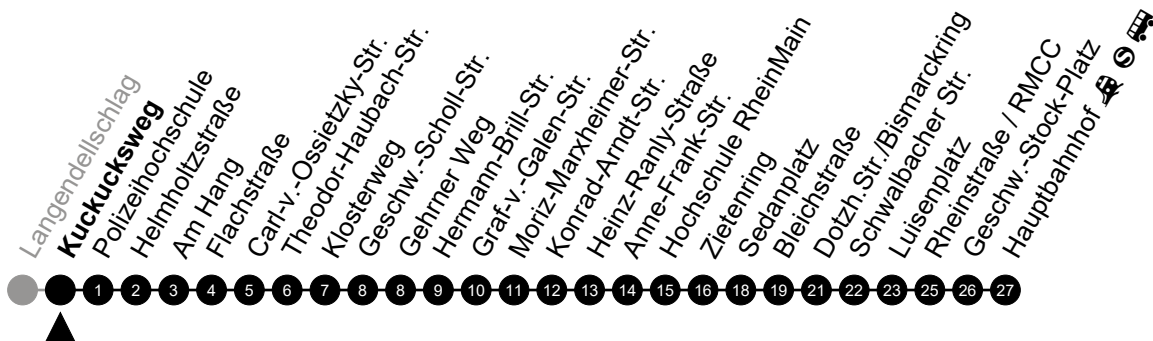 Langendellschlag
Kuckucksweg
Polizeihochschule
Helmholtzstraße
Am Hang
Flachstraße
Carl-v.-Ossietzky-Str.
Theodor-Haubach-Str.
Klosterweg
Geschw.-Scholl-Str.
Gehrner Weg
Hermann-Brill-Str.
Graf-v.-Galen-Str.
Moriz-Marxheimer-Str.
Konrad-Arndt-Str.
Heinz-Ranly-Straße
Anne-Frank-Str.
Hochschule RheinMain
Zietenring
Sedanplatz
Bleichstraße
Dotzh.Str./Bismarckring
Schwalbacher Str.
Luisenplatz
Rheinstraße / RMCC
Geschw.-Stock-Platz
Hauptbahnhof S
1 2 3 4 5 6 7 8 8 9 10 11 12 13 14 15 16 18 19 21 22 23 25 26 27